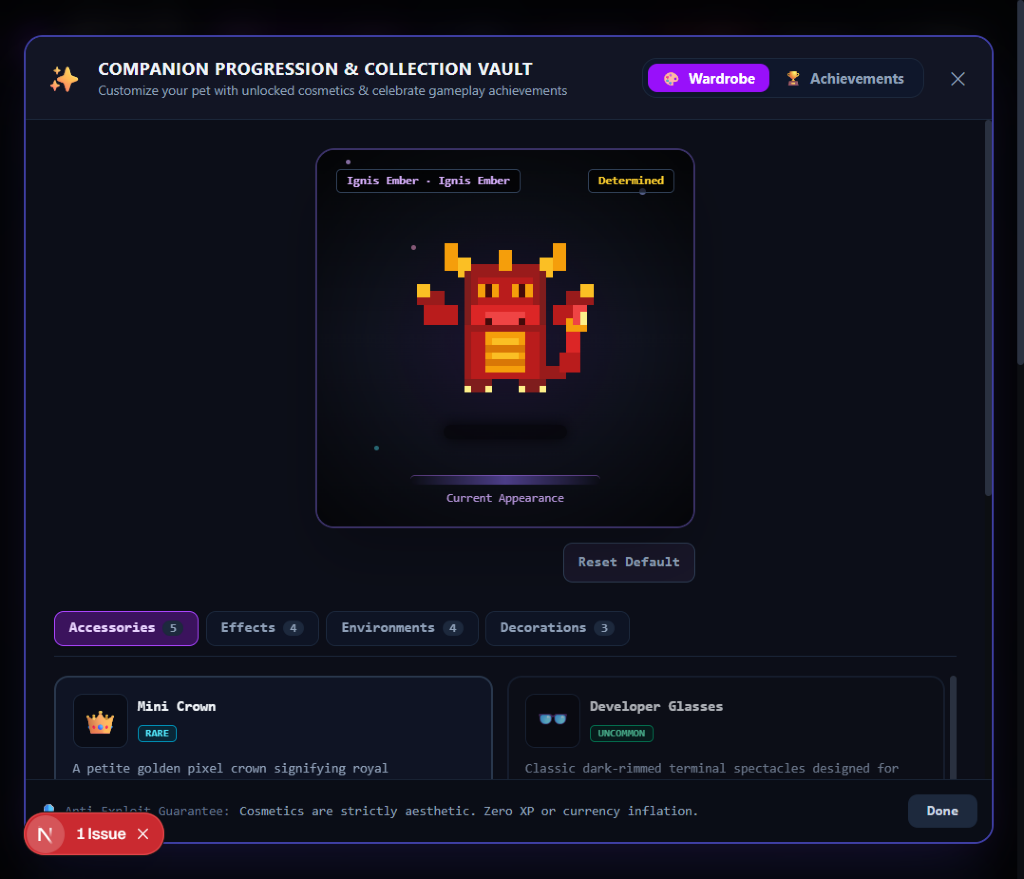 COMPANION PROGRESSION & COLLECTION VAULT
Customize your pet with unlocked cosmetics & celebrate gameplay achievements
Wardrobe
Achievements
Ignis Ember · Ignis Ember
Determined
Current Appearance
Reset Default
Accessories 5
Effects 4
Environments 4
Decorations 3
Mini Crown
RARE
A petite golden pixel crown signifying royal
Developer Glasses
UNCOMMON
Classic dark-rimmed terminal spectacles designed for
Anti-Exploit Guarantee: Cosmetics are strictly aesthetic. Zero XP or currency inflation.
Done
N
1 Issue